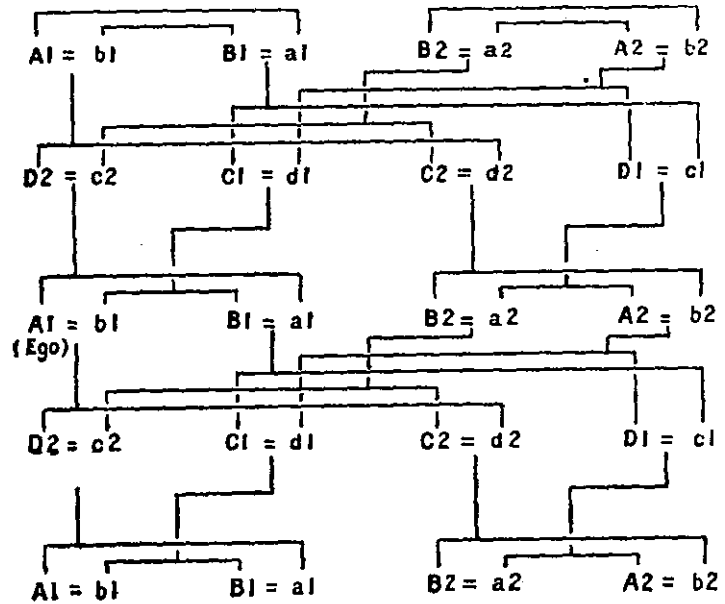 A1 = b1 B1 = a1 B2 = a2 A2 = b2
D2 = c2 C1 = d1 C2 = d2 D1 = c1
A1 = b1 B1 = a1 B2 = a2 A2 = b2
(Ego)
D2 = c2 C1 = d1 C2 = d2 D1 = c1
A1 = b1 B1 = a1 B2 = a2 A2 = b2